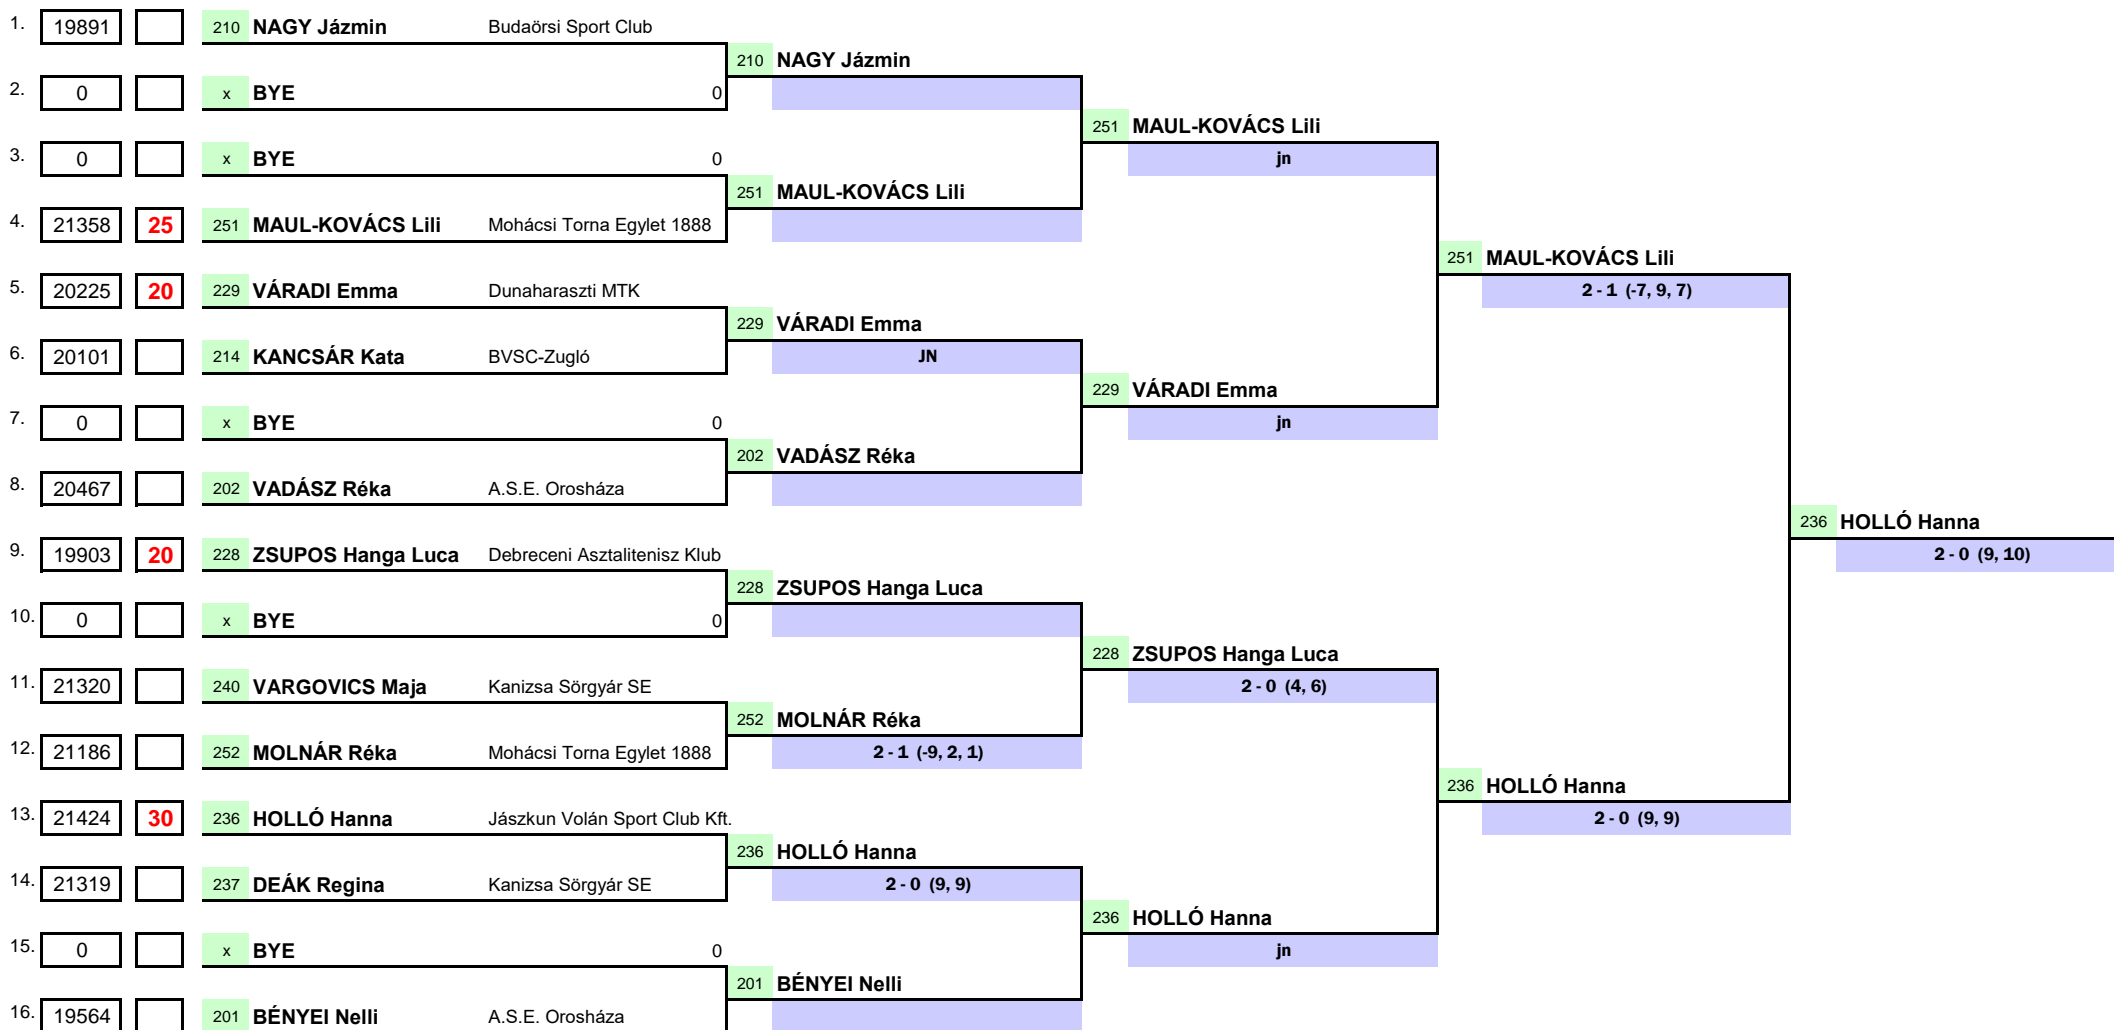 1. 19891 210 NAGY Jázmin Budaörsi Sport Club
210 NAGY Jázmin
2. 0 x BYE 0
251 MAUL-KOVÁCS Lili
3. 0 x BYE 0 jn
251 MAUL-KOVÁCS Lili
4. 21358 25 251 MAUL-KOVÁCS Lili Mohácsi Torna Egylet 1888
251 MAUL-KOVÁCS Lili
5. 20225 20 229 VÁRADI Emma Dunaharaszti MTK 2 - 1 (-7, 9, 7)
229 VÁRADI Emma
6. 20101 214 KANCSÁR Kata BVSC-Zugló JN
229 VÁRADI Emma
7. 0 x BYE 0 jn
202 VADÁSZ Réka
8. 20467 202 VADÁSZ Réka A.S.E. Orosháza
236 HOLLÓ Hanna
9. 19903 20 228 ZSUPOS Hanga Luca Debreceni Asztalitenisz Klub 2 - 0 (9, 10)
228 ZSUPOS Hanga Luca
10. 0 x BYE 0
228 ZSUPOS Hanga Luca
11. 21320 240 VARGOVICS Maja Kanizsa Sörgyár SE 2 - 0 (4, 6)
252 MOLNÁR Réka
12. 21186 252 MOLNÁR Réka Mohácsi Torna Egylet 1888 2 - 1 (-9, 2, 1)
236 HOLLÓ Hanna
13. 21424 30 236 HOLLÓ Hanna Jászkun Volán Sport Club Kft. 2 - 0 (9, 9)
236 HOLLÓ Hanna
14. 21319 237 DEÁK Regina Kanizsa Sörgyár SE 2 - 0 (9, 9)
236 HOLLÓ Hanna
15. 0 x BYE 0 jn
201 BÉNYEI Nelli
16. 19564 201 BÉNYEI Nelli A.S.E. Orosháza